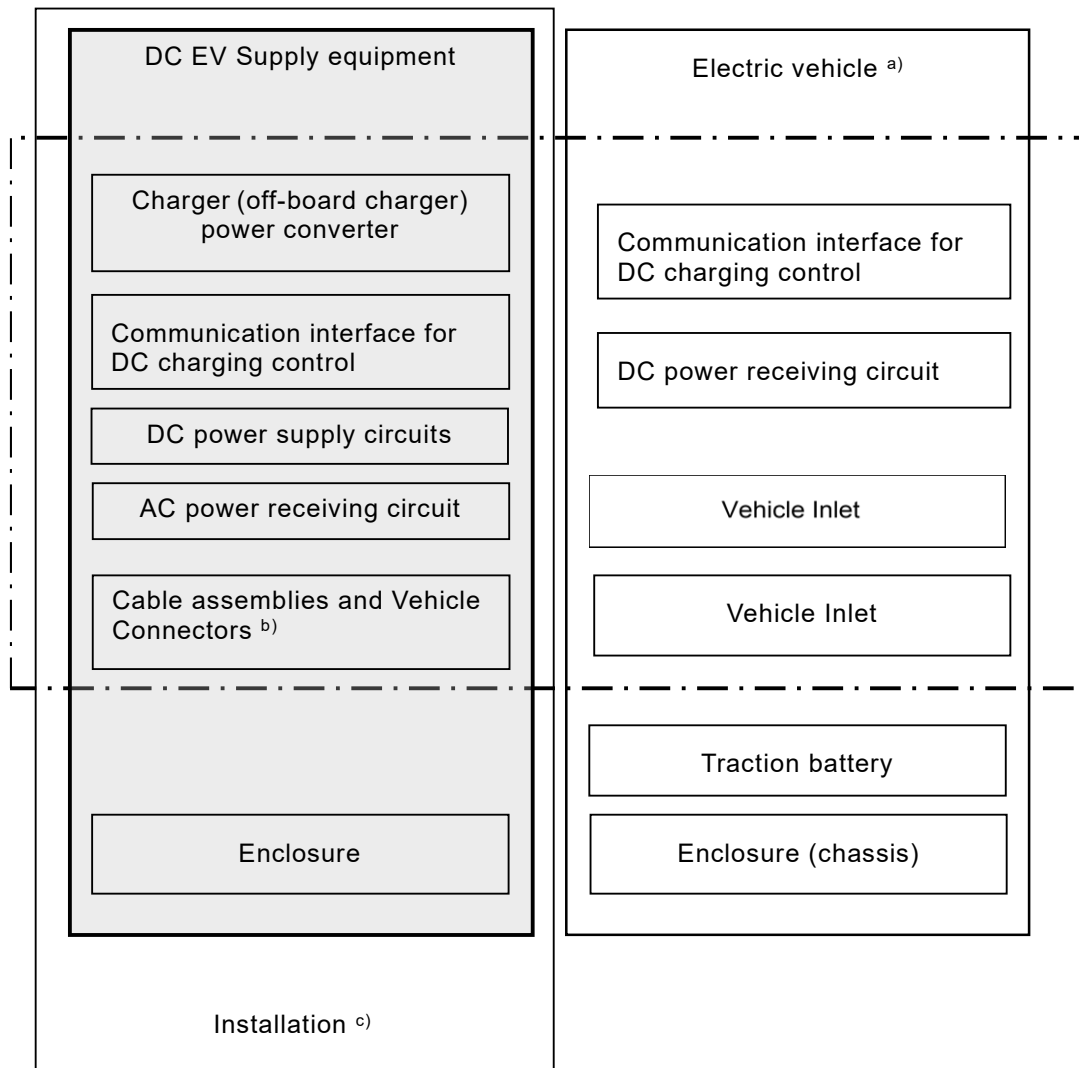 DC EV Supply equipment
Charger (off-board charger)
power converter
Communication interface for
DC charging control
DC power supply circuits
AC power receiving circuit
Cable assemblies and Vehicle
Connectors b)
Enclosure
Installation c)
Electric vehicle a)
Communication interface for
DC charging control
DC power receiving circuit
Vehicle Inlet
Vehicle Inlet
Traction battery
Enclosure (chassis)